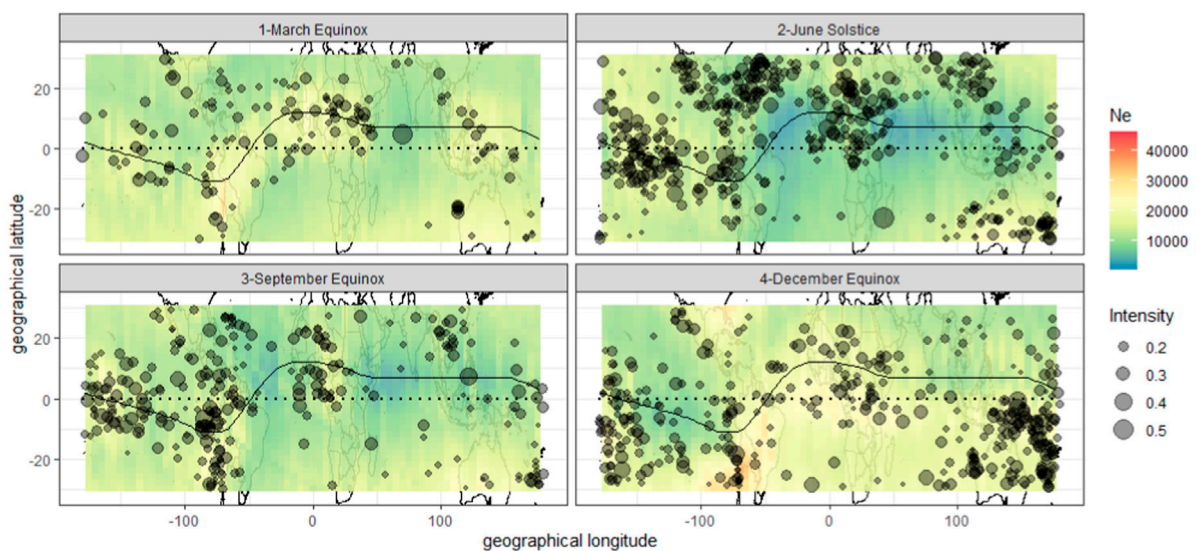 1-March Equinox
2-June Solstice
20
0
-20
3-September Equinox
4-December Equinox
20
0
-20
-100
0
100
-100
0
100
geographical longitude
geographical latitude
Ne
40000
30000
20000
10000
Intensity
0.2
0.3
0.4
0.5